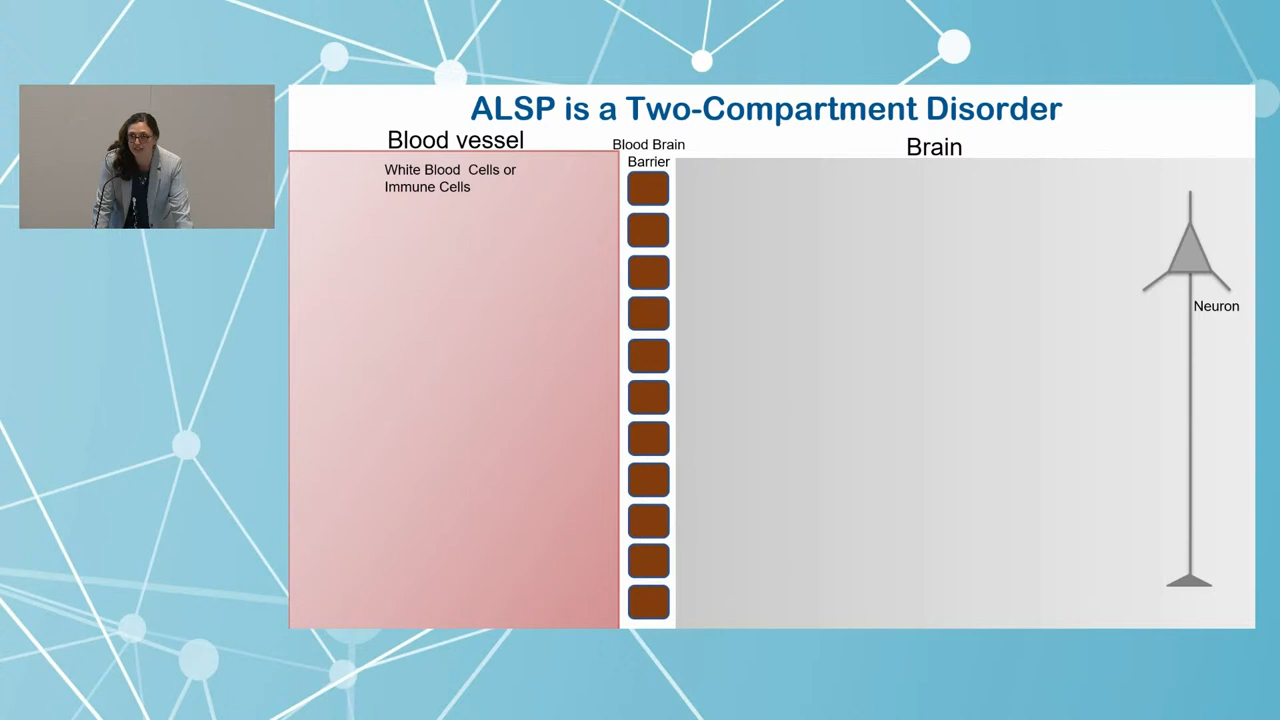 ALSP is a Two-Compartment Disorder
Blood vessel
Blood Brain
Barrier
Brain
White Blood Cells or
Immune Cells
Neuron